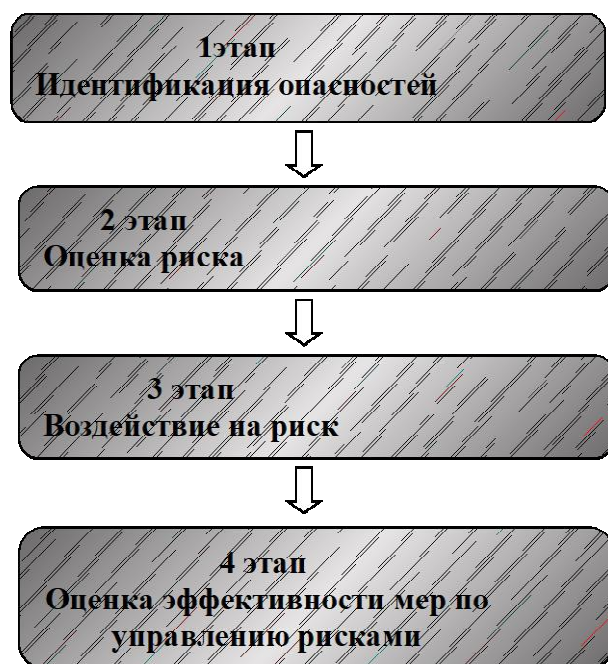 1этап
Идентификация опасностей
2 этап
Оценка риска
3 этап
Воздействие на риск
4 этап
Оценка эффективности мер по
управлению рисками